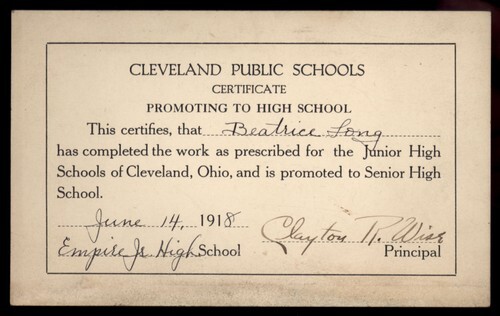 CLEVELAND PUBLIC SCHOOLS
CERTIFICATE
PROMOTING TO HIGH SCHOOL
This certifies, that Beatrice Long
has completed the work as prescribed for the Junior High
Schools of Cleveland, Ohio, and is promoted to Senior High
School.
June 14, 1918
Clayton R. Wise
Empire Jr. High School
Principal